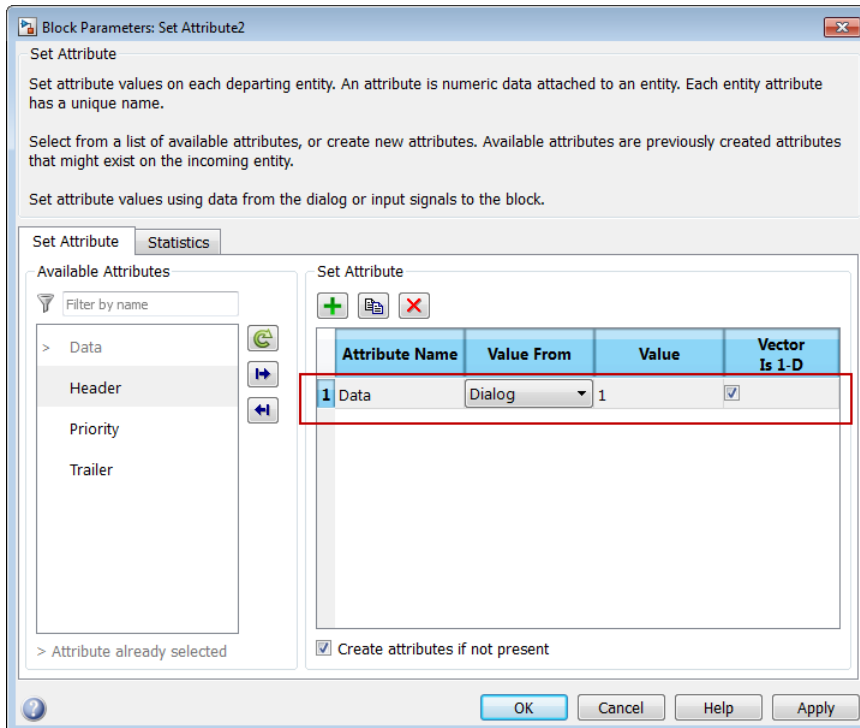 Block Parameters: Set Attribute2
Set Attribute
Set attribute values on each departing entity. An attribute is numeric data attached to an entity. Each entity attribute
has a unique name.
Select from a list of available attributes, or create new attributes. Available attributes are previously created attributes
that might exist on the incoming entity.
Set attribute values using data from the dialog or input signals to the block.
Set Attribute Statistics
Available Attributes
Filter by name
> Data
Header
Priority
Trailer
> Attribute already selected
Set Attribute
Attribute Name Value From Value Vector
Is 1-D
1 Data Dialog 1
Create attributes if not present
? OK Cancel Help Apply